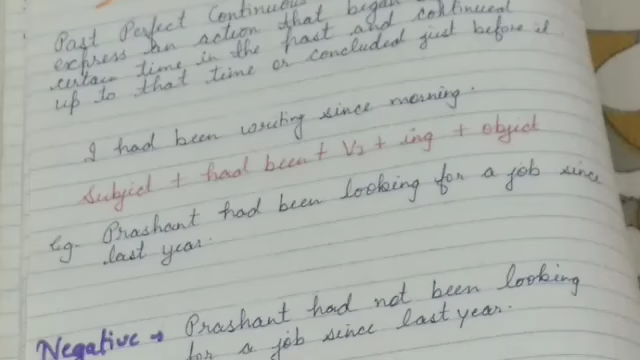 Past Perfect Continuous
express an action that began
certain time in the past and continued
up to that time or concluded just before it
I had been writing since morning.
Subject + had been + V1 + ing + object
eg. Prashant had been looking for a job since
last year.
Negative → Prashant had not been looking
for a job since last year.